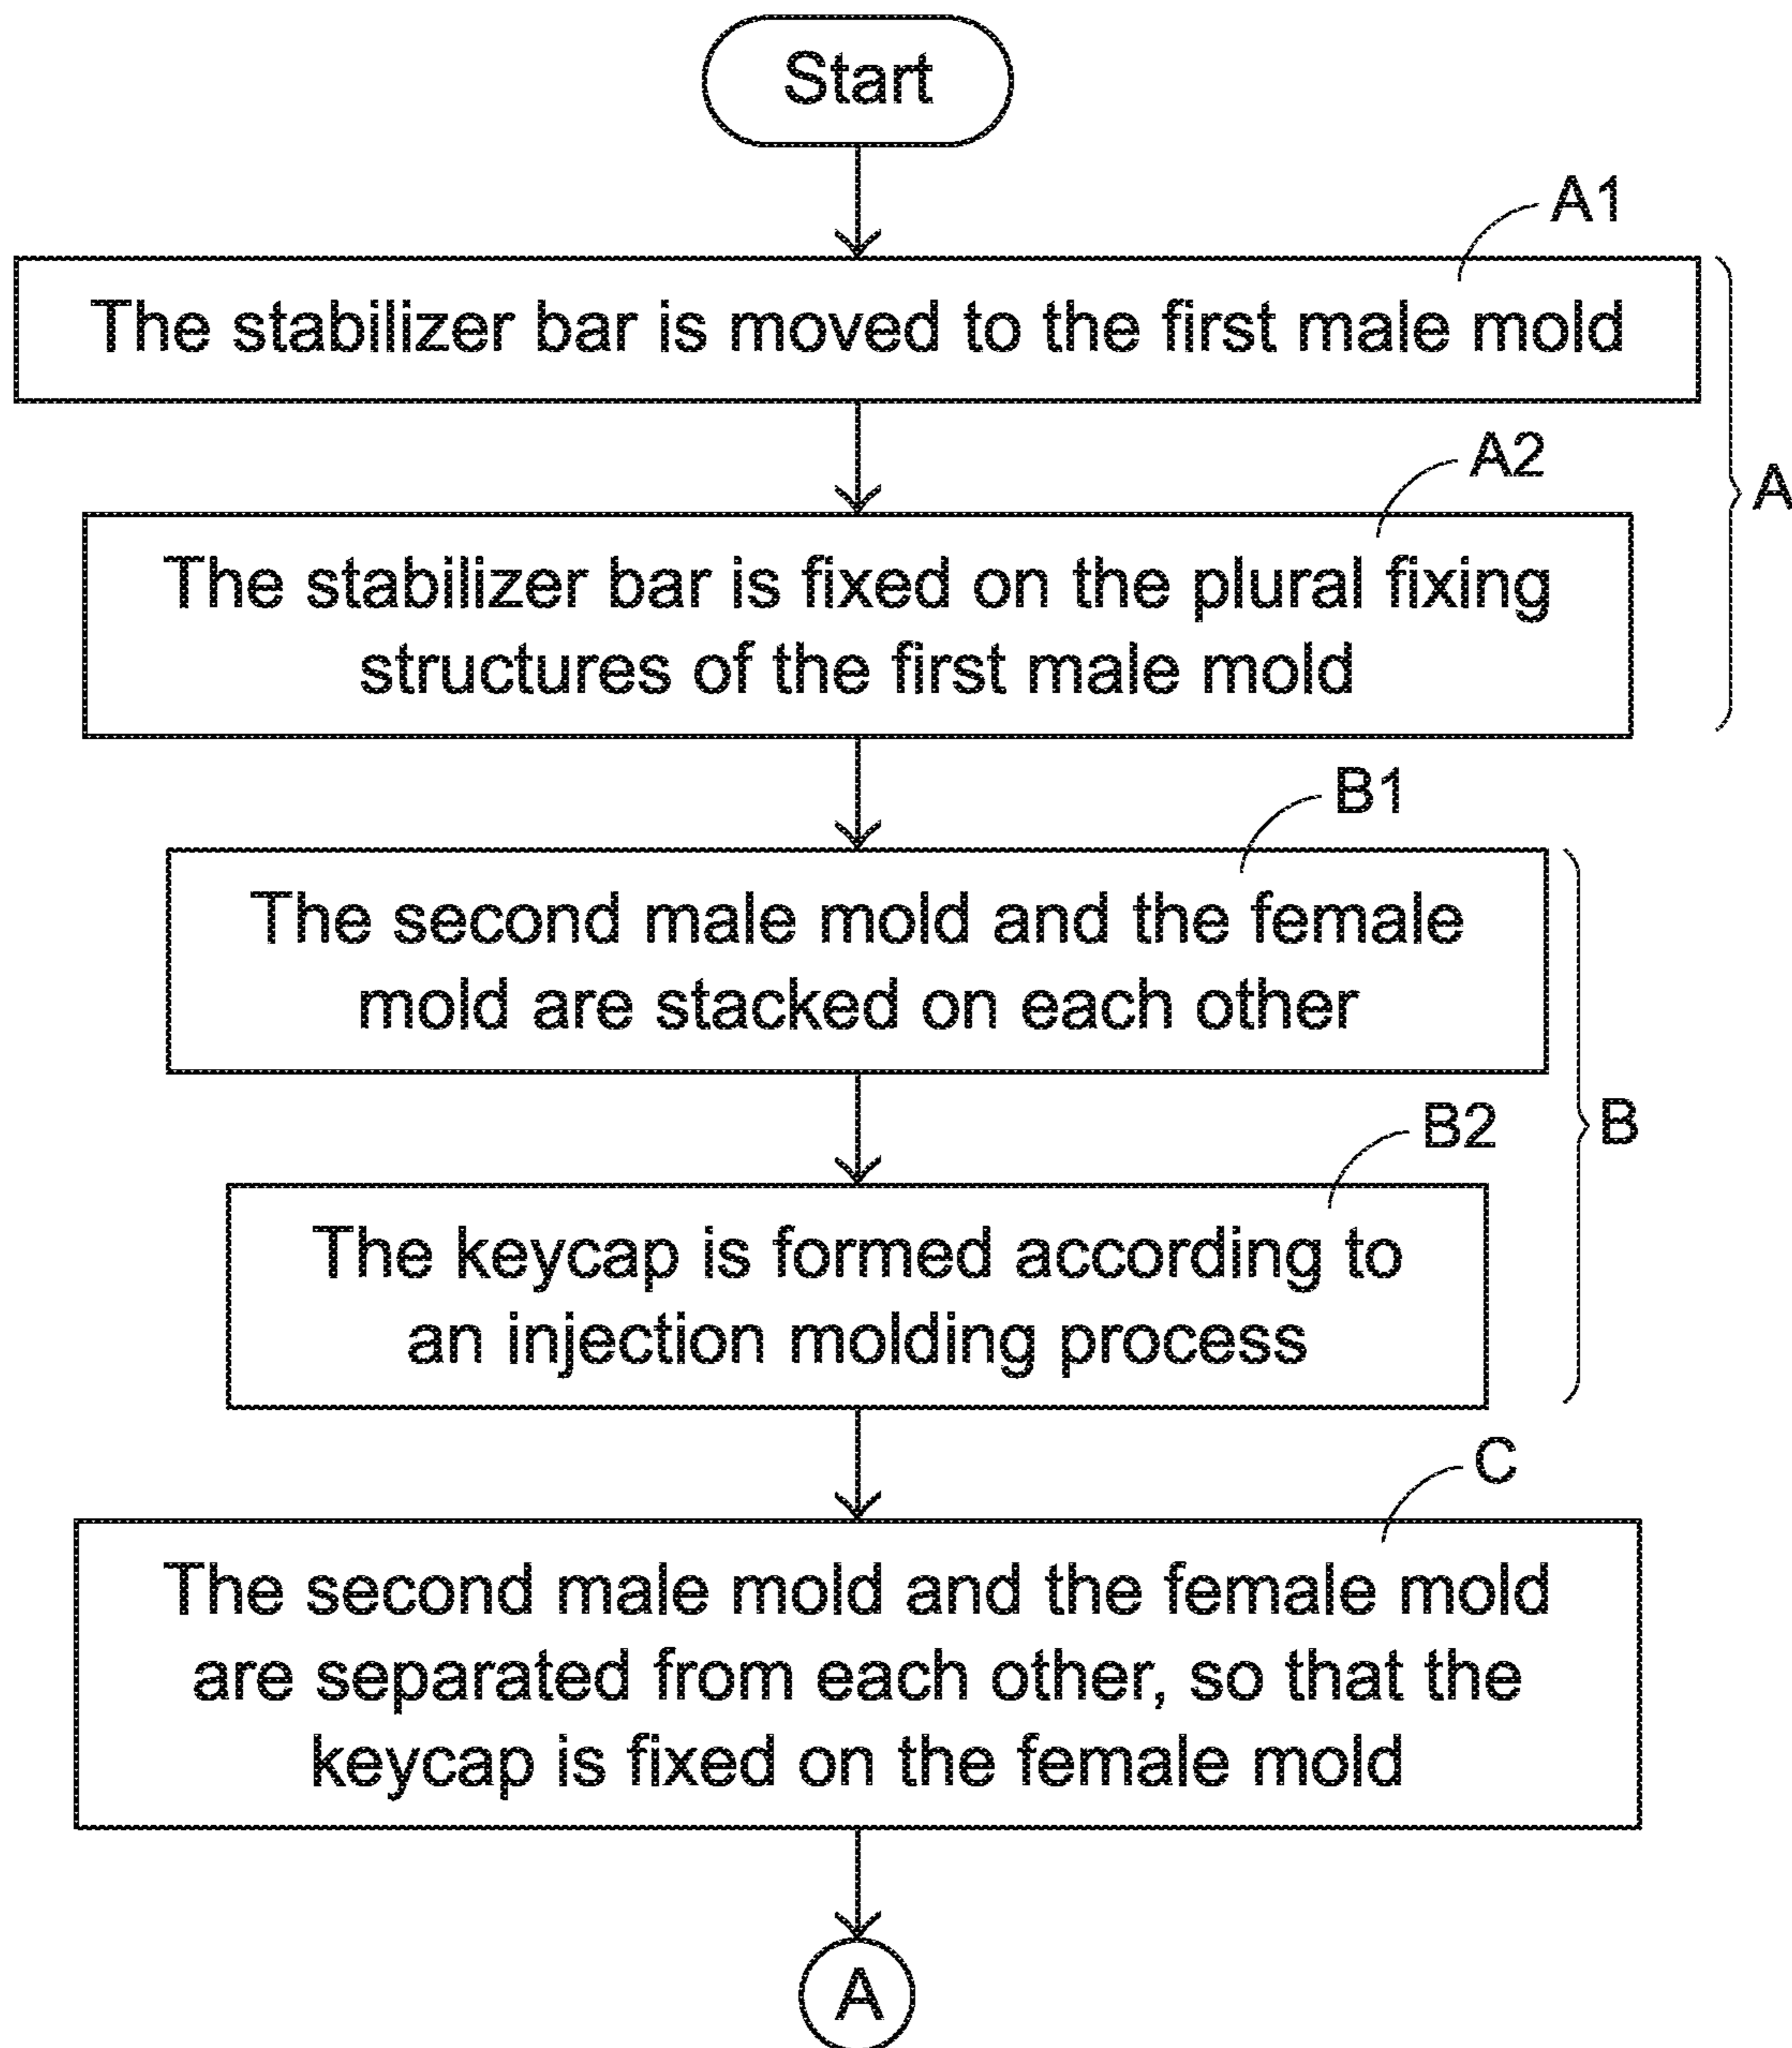 Start
A1
The stabilizer bar is moved to the first male mold
A2
A
The stabilizer bar is fixed on the plural fixing
structures of the first male mold
B1
The second male mold and the female
mold are stacked on each other
B2
B
The keycap is formed according to
an injection molding process
C
The second male mold and the female mold
are separated from each other, so that the
keycap is fixed on the female mold
A